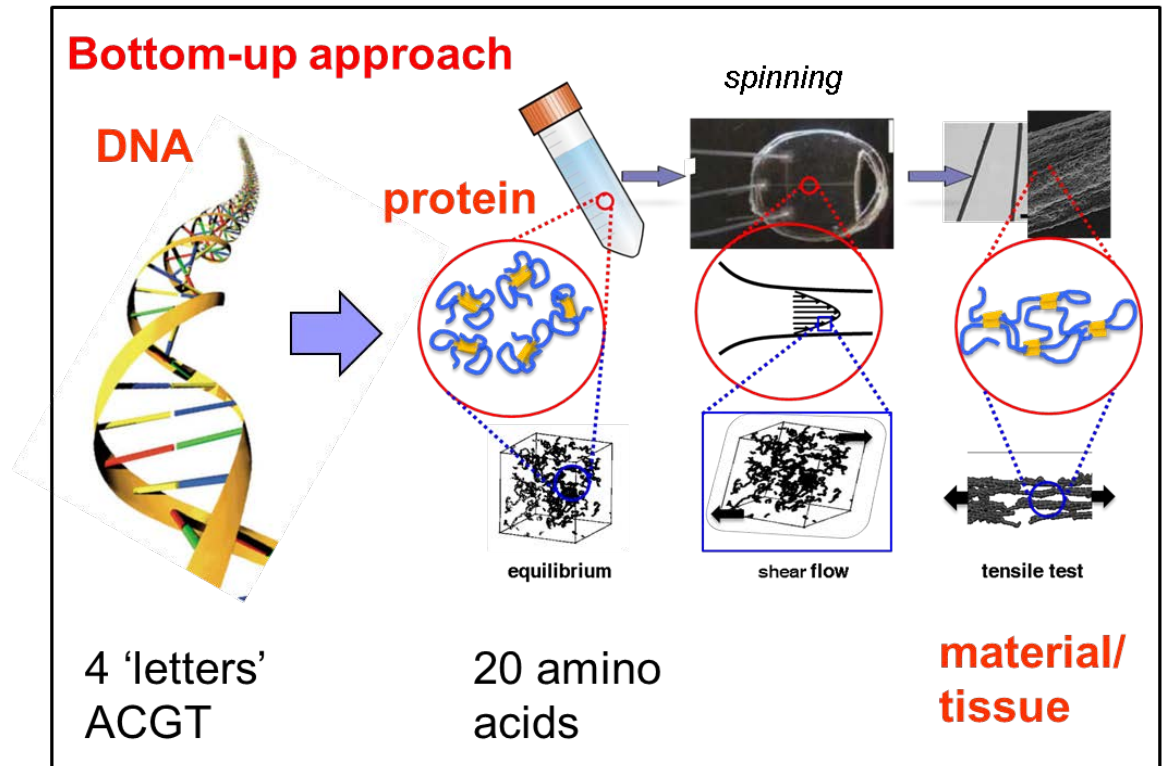 Bottom-up approach
spinning
DNA
protein
equilibrium
shear flow
tensile test
4 ‘letters’
ACGT
20 amino
acids
material/
tissue